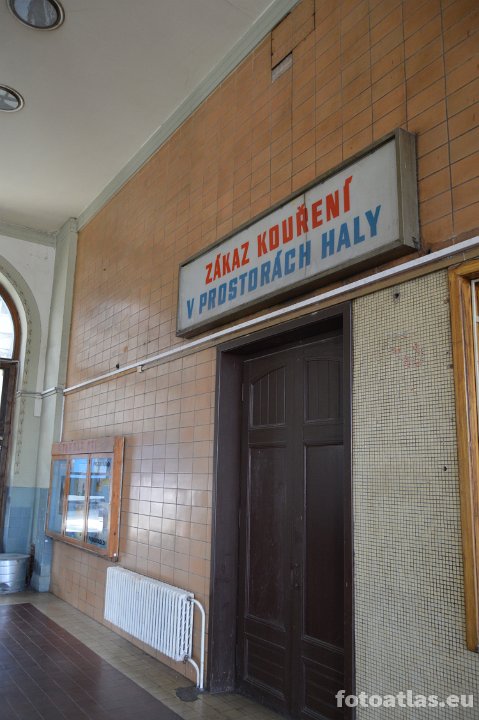 ZÁKAZ KOUŘENÍ
V PROSTORÁCH HALY
fotoatlas.eu